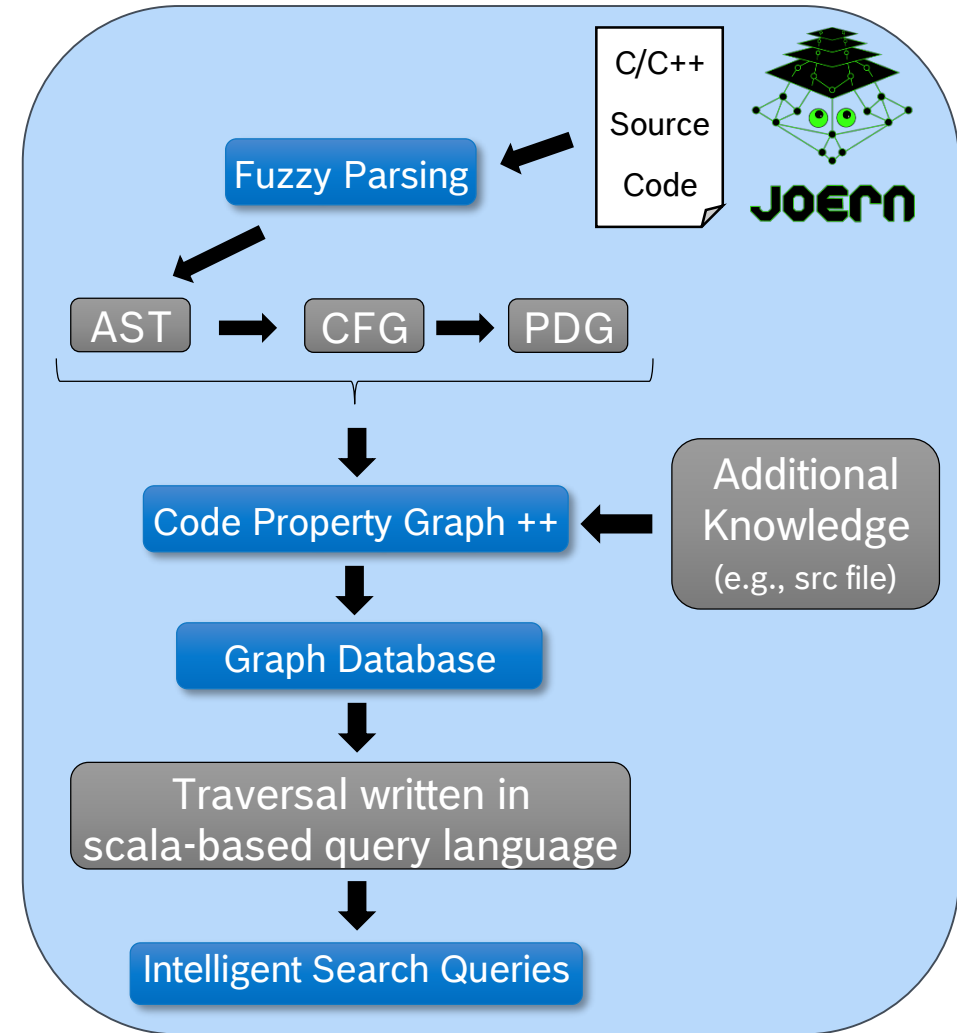 C/C++
Source
Code
JOERN
Fuzzy Parsing
AST
CFG
PDG
Code Property Graph ++
Additional
Knowledge
(e.g., src file)
Graph Database
Traversal written in
scala-based query language
Intelligent Search Queries